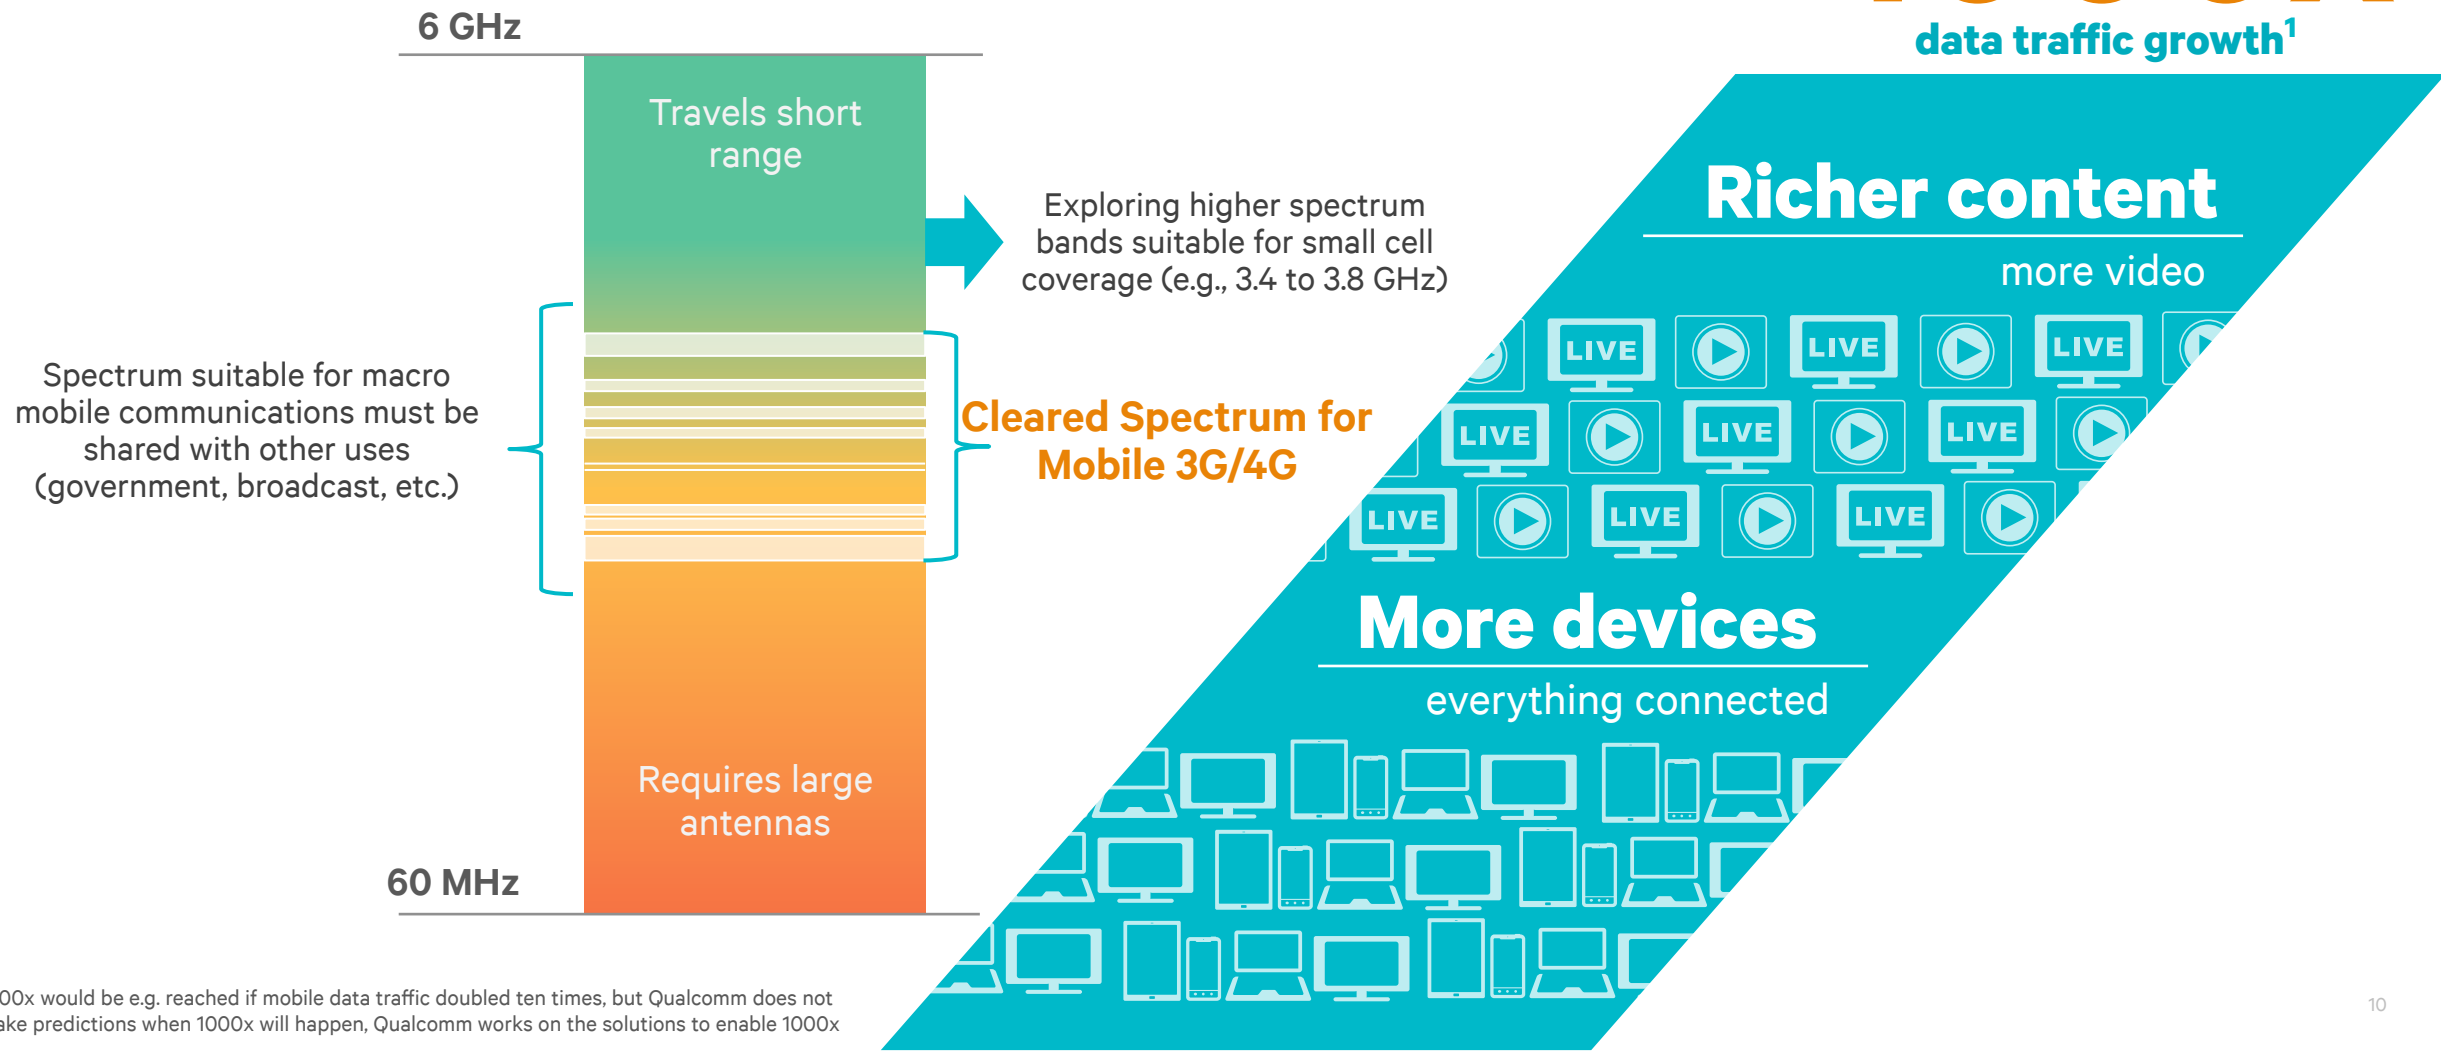 6 GHz
Travels short
range
Exploring higher spectrum
bands suitable for small cell
coverage (e.g., 3.4 to 3.8 GHz)
Spectrum suitable for macro
mobile communications must be
shared with other uses
(government, broadcast, etc.)
Cleared Spectrum for
Mobile 3G/4G
Requires large
antennas
60 MHz
data traffic growth¹
Richer content
more video
LIVE LIVE LIVE
LIVE LIVE LIVE
LIVE LIVE LIVE
More devices
everything connected
00x would be e.g. reached if mobile data traffic doubled ten times, but Qualcomm does not
ake predictions when 1000x will happen, Qualcomm works on the solutions to enable 1000x
10